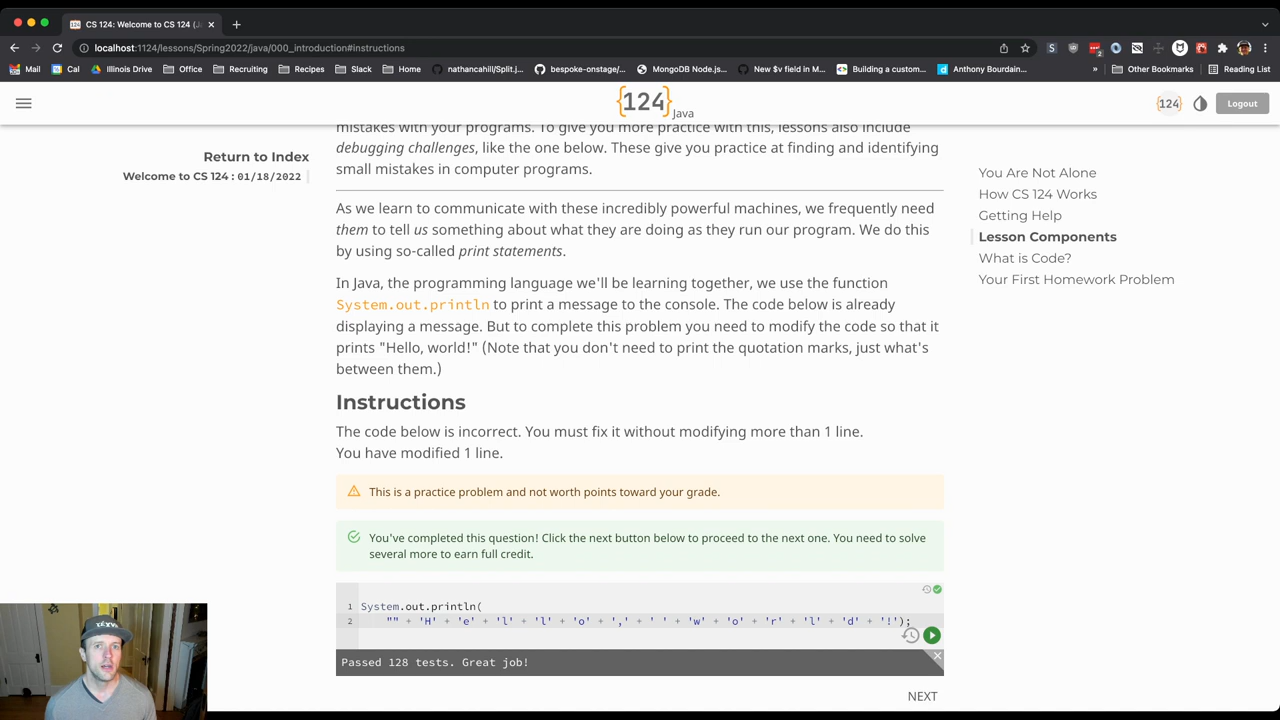 CS 124: Welcome to CS 124 (J
localhost:1124/lessons/Spring2022/java/000_introduction#instructions
Mail Cal Illinois Drive Office Recruiting Recipes Slack Home nathancahill/Split.j... bespoke-onstage/... MongoDB Node.js... New $v field in M... Building a custom... Anthony Bourdain... » Other Bookmarks Reading List
{124} Java
{124} Logout
Return to Index
Welcome to CS 124 : 01/18/2022
mistakes with your programs. To give you more practice with this, lessons also include
debugging challenges, like the one below. These give you practice at finding and identifying
small mistakes in computer programs.
As we learn to communicate with these incredibly powerful machines, we frequently need
them to tell us something about what they are doing as they run our program. We do this
by using so-called print statements.
In Java, the programming language we'll be learning together, we use the function
System.out.println to print a message to the console. The code below is already
displaying a message. But to complete this problem you need to modify the code so that it
prints "Hello, world!" (Note that you don't need to print the quotation marks, just what's
between them.)
Instructions
The code below is incorrect. You must fix it without modifying more than 1 line.
You have modified 1 line.
This is a practice problem and not worth points toward your grade.
You've completed this question! Click the next button below to proceed to the next one. You need to solve
several more to earn full credit.
1 System.out.println(
2 "" + 'H' + 'e' + 'l' + 'l' + 'o' + ',' + ' ' + 'w' + 'o' + 'r' + 'l' + 'd' + '!');
Passed 128 tests. Great job!
NEXT
You Are Not Alone
How CS 124 Works
Getting Help
Lesson Components
What is Code?
Your First Homework Problem